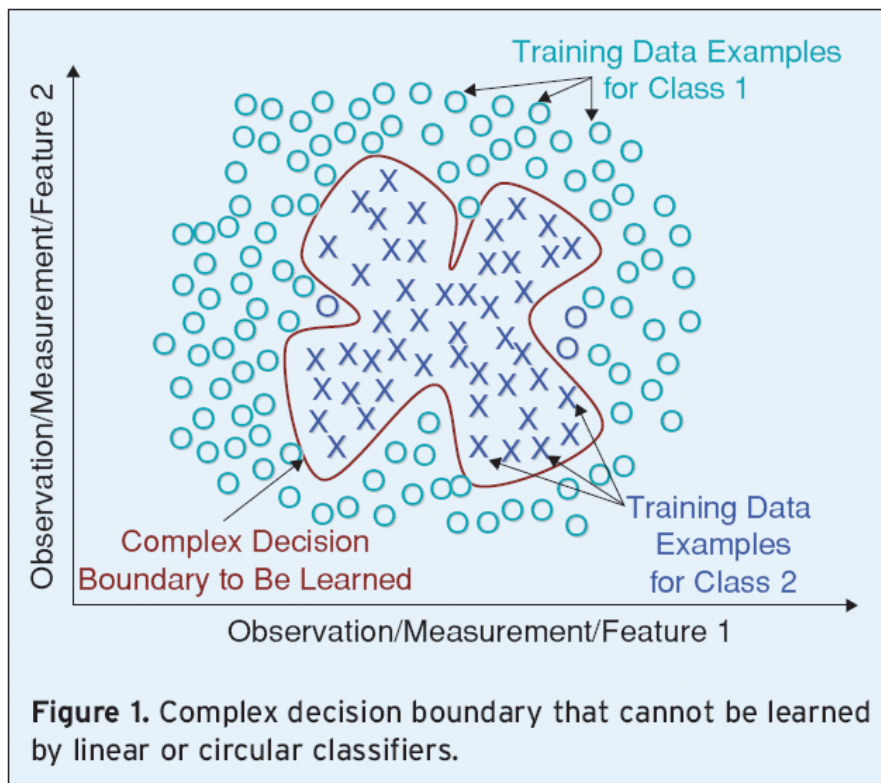 Training Data Examples
for Class 1
Observation/Measurement/Feature 2
Complex Decision
Boundary to Be Learned
Training Data
Examples
for Class 2
Observation/Measurement/Feature 1
Figure 1. Complex decision boundary that cannot be learned
by linear or circular classifiers.